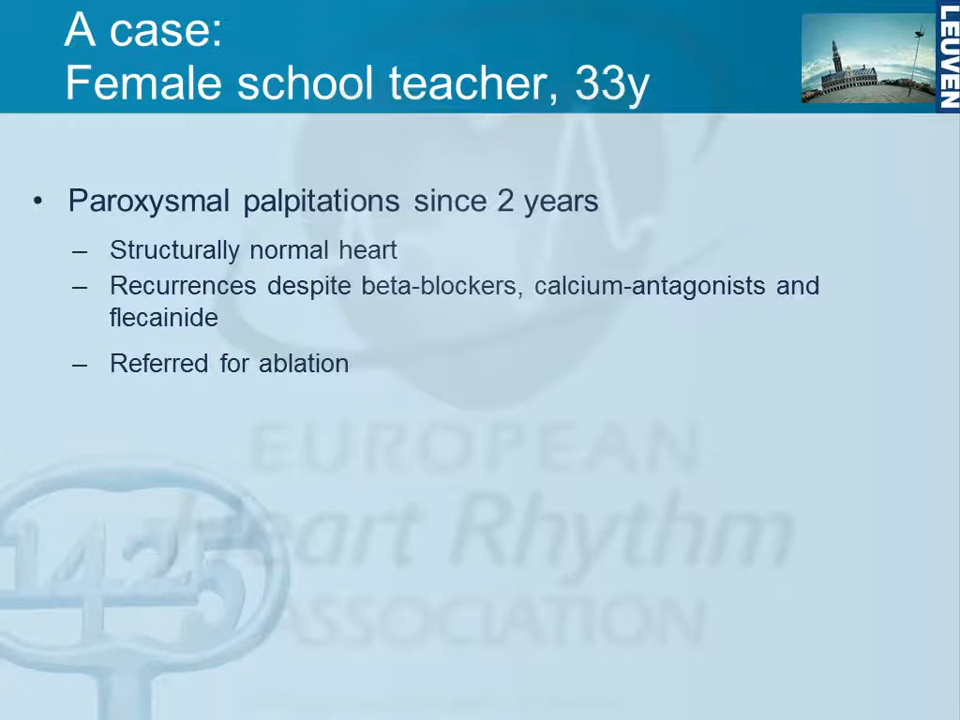 A case:
Female school teacher, 33y
LEUVEN
• Paroxysmal palpitations since 2 years
– Structurally normal heart
– Recurrences despite beta-blockers, calcium-antagonists and
flecainide
– Referred for ablation
EUROPEAN
Heart Rhythm
ASSOCIATION
1425